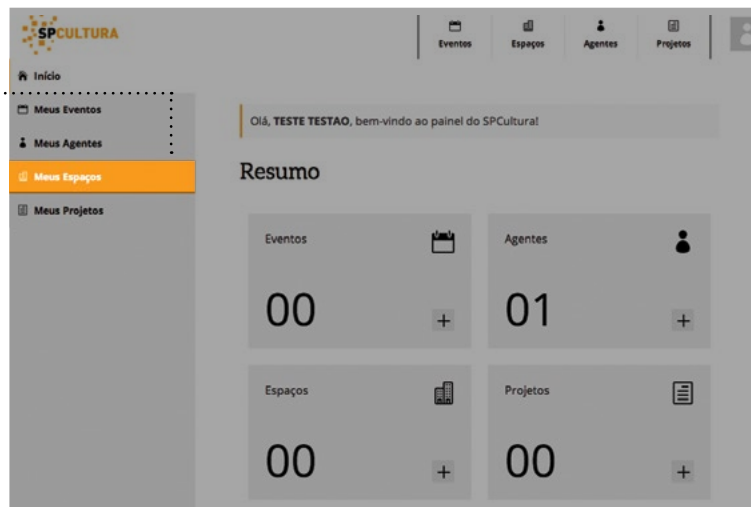 SPCULTURA
Eventos
Espaços
Agentes
Projetos
Início
Meus Eventos
Meus Agentes
Meus Espaços
Meus Projetos
Olá, TESTE TESTAO, bem-vindo ao painel do SPCultura!
Resumo
Eventos
00
+
Agentes
01
+
Espaços
00
+
Projetos
00
+